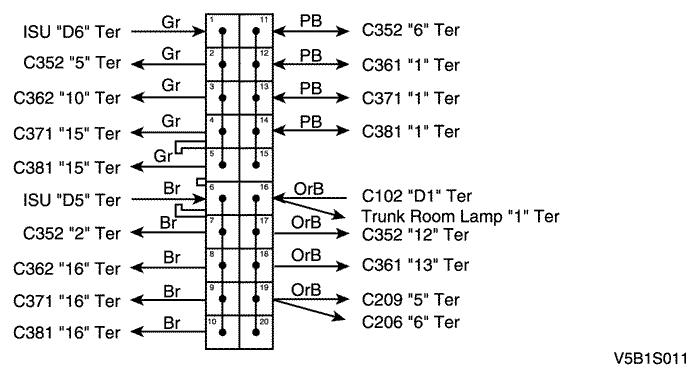 ISU "D6" Ter Gr 1 11 PB C352 "6" Ter
C352 "5" Ter Gr 2 12 PB C361 "1" Ter
C362 "10" Ter Gr 3 13 PB C371 "1" Ter
C371 "15" Ter Gr 4 14 PB C381 "1" Ter
C381 "15" Ter Gr 5 15
ISU "D5" Ter Br 6 16 OrB C102 "D1" Ter
Trunk Room Lamp "1" Ter
C352 "2" Ter Br 7 17 OrB C352 "12" Ter
C362 "16" Ter Br 8 18 OrB C361 "13" Ter
C371 "16" Ter Br 9 19 OrB C209 "5" Ter
C206 "6" Ter
C381 "16" Ter Br 10 20
V5B1S011